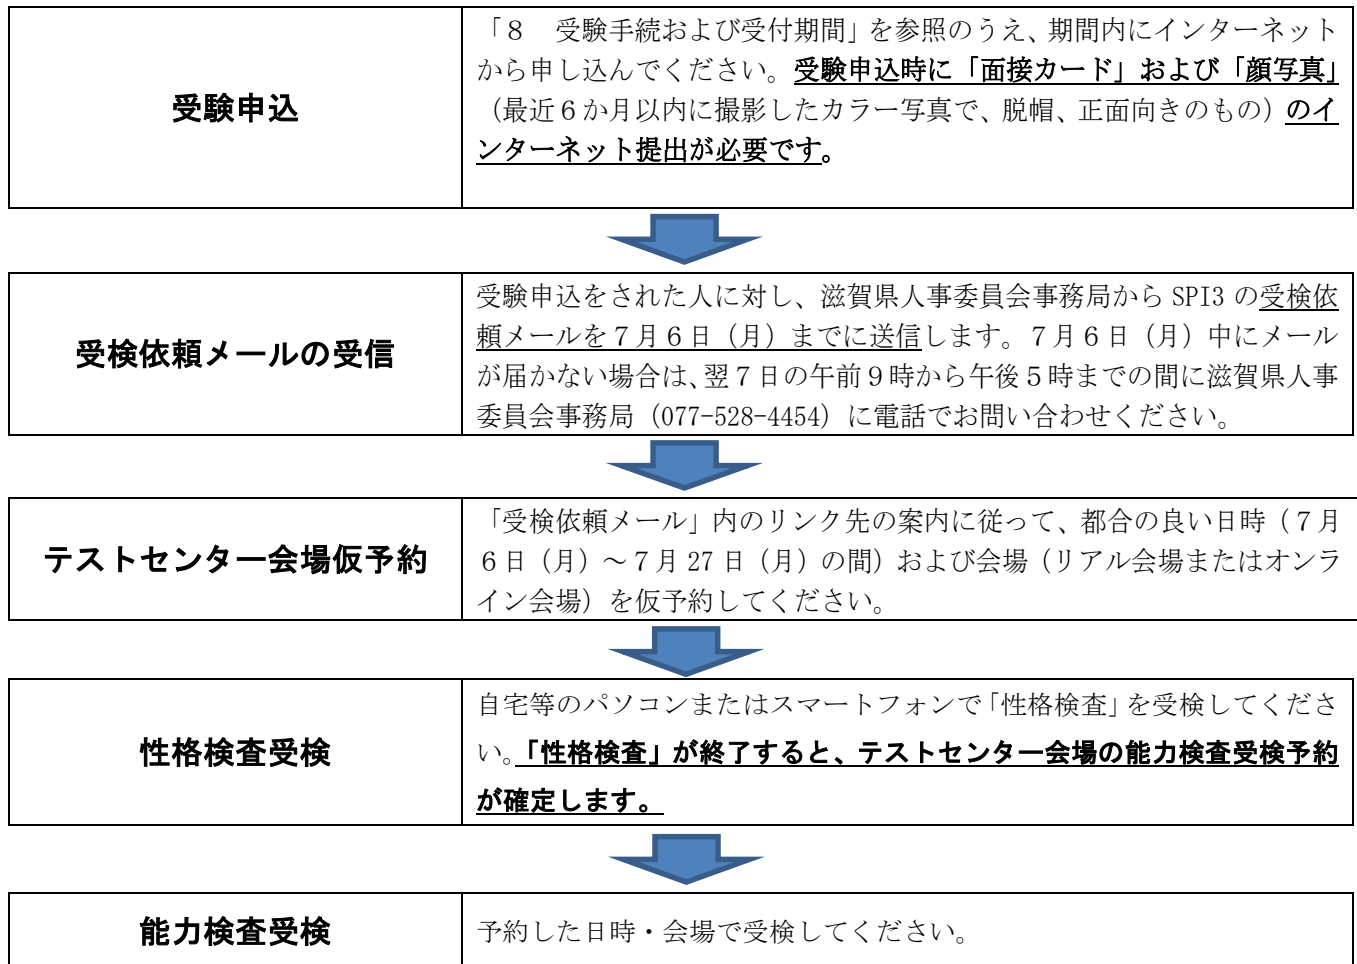 受験申込
「８　受験手続および受付期間」を参照のうえ、期間内にインターネット
から申し込んでください。受験申込時に「面接カード」および「顔写真」
（最近６か月以内に撮影したカラー写真で、脱帽、正面向きのもの）のイ
ンターネット提出が必要です。
受検依頼メールの受信
受験申込をされた人に対し、滋賀県人事委員会事務局から SPI3 の受検依
頼メールを７月６日（月）までに送信します。７月６日（月）中にメール
が届かない場合は、翌７日の午前９時から午後５時までの間に滋賀県人事
委員会事務局（077-528-4454）に電話でお問い合わせください。
テストセンター会場仮予約
「受検依頼メール」内のリンク先の案内に従って、都合の良い日時（７月
６日（月）～７月 27 日（月）の間）および会場（リアル会場またはオンラ
イン会場）を仮予約してください。
性格検査受検
自宅等のパソコンまたはスマートフォンで「性格検査」を受検してくださ
い。「性格検査」が終了すると、テストセンター会場の能力検査受検予約
が確定します。
能力検査受検
予約した日時・会場で受検してください。